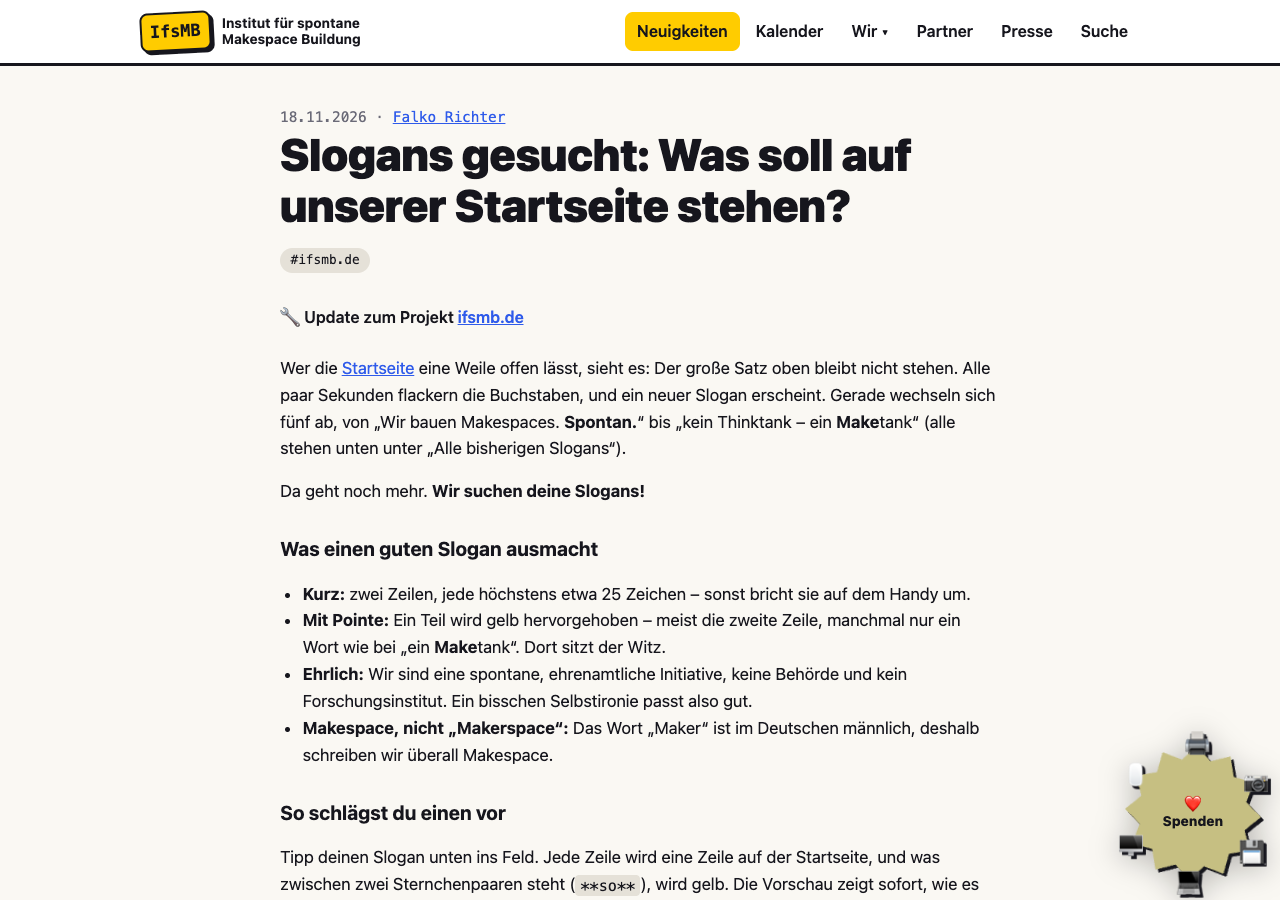 IfsMB
Institut für spontane
Makespace Buildung
Neuigkeiten
Kalender
Wir ▾
Partner
Presse
Suche
18.11.2026 · Falko Richter
Slogans gesucht: Was soll auf
unserer Startseite stehen?
#ifsmb.de
🔧 Update zum Projekt ifsmb.de
Wer die Startseite eine Weile offen lässt, sieht es: Der große Satz oben bleibt nicht stehen. Alle
paar Sekunden flackern die Buchstaben, und ein neuer Slogan erscheint. Gerade wechseln sich
fünf ab, von „Wir bauen Makespaces. Spontan.“ bis „kein Thinktank – ein Maketank“ (alle
stehen unten unter „Alle bisherigen Slogans“).
Da geht noch mehr. Wir suchen deine Slogans!
Was einen guten Slogan ausmacht
• Kurz: zwei Zeilen, jede höchstens etwa 25 Zeichen – sonst bricht sie auf dem Handy um.
• Mit Pointe: Ein Teil wird gelb hervorgehoben – meist die zweite Zeile, manchmal nur ein
Wort wie bei „ein Maketank“. Dort sitzt der Witz.
• Ehrlich: Wir sind eine spontane, ehrenamtliche Initiative, keine Behörde und kein
Forschungsinstitut. Ein bisschen Selbstironie passt also gut.
• Makespace, nicht „Makerspace“: Das Wort „Maker“ ist im Deutschen männlich, deshalb
schreiben wir überall Makespace.
So schlägst du einen vor
Tipp deinen Slogan unten ins Feld. Jede Zeile wird eine Zeile auf der Startseite, und was
zwischen zwei Sternchenpaaren steht (**so**), wird gelb. Die Vorschau zeigt sofort, wie es
❤️
Spenden